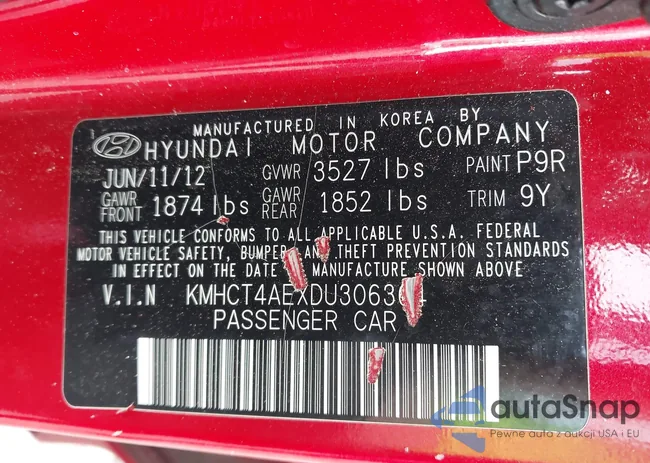 MANUFACTURED IN KOREA BY
HYUNDAI MOTOR COMPANY
JUN/11/12 GVWR 3527 lbs PAINT P9R
GAWR FRONT 1874 lbs GAWR REAR 1852 lbs TRIM 9Y
THIS VEHICLE CONFORMS TO ALL APPLICABLE U.S.A. FEDERAL
MOTOR VEHICLE SAFETY, BUMPER AND THEFT PREVENTION STANDARDS
IN EFFECT ON THE DATE OF MANUFACTURE SHOWN ABOVE
V.I.N
PASSENGER CAR
autaSnap
Pewne auta z aukcji USA i EU